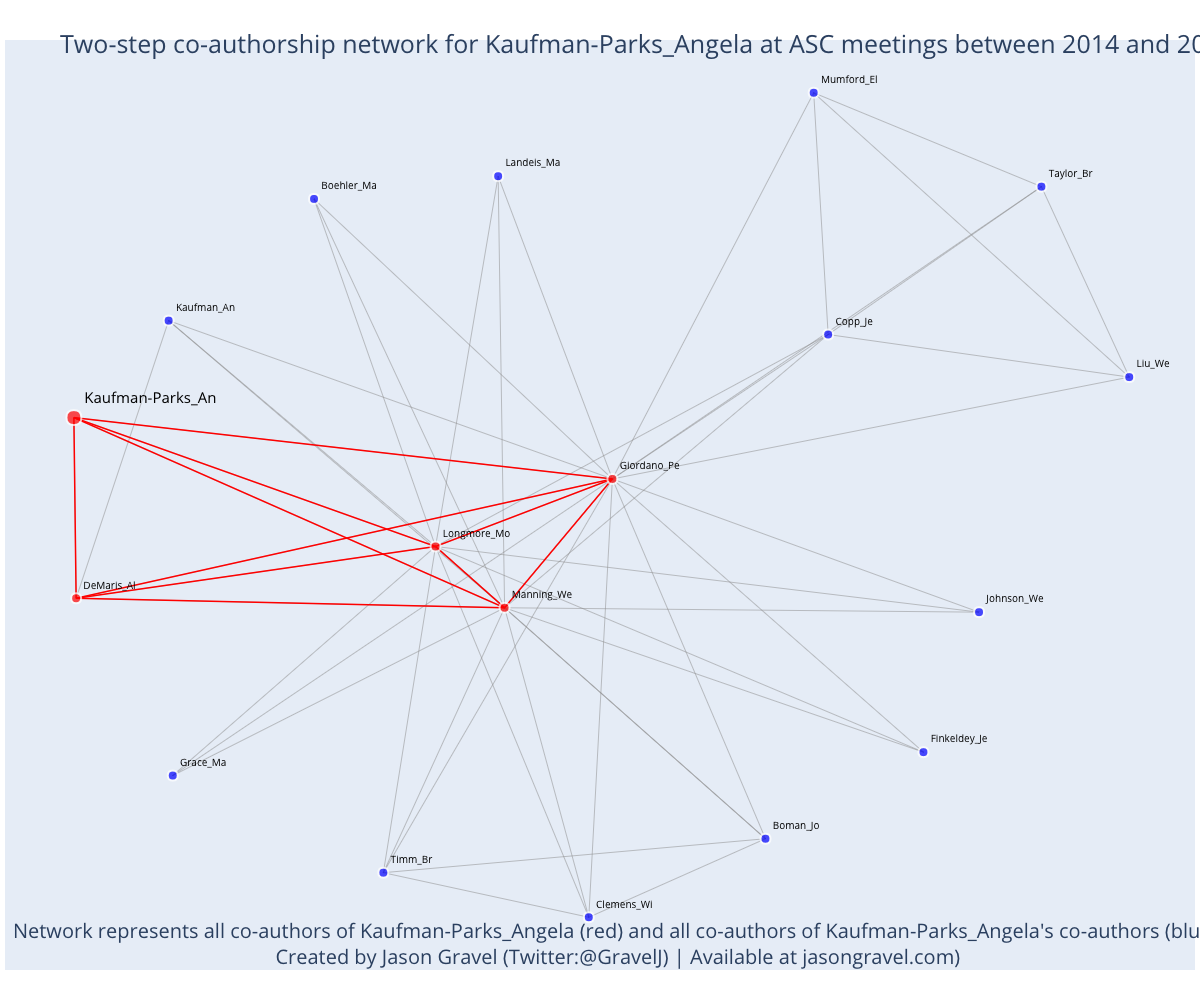 Two-step co-authorship network for Kaufman-Parks_Angela at ASC meetings between 2014 and 20
Mumford_El
Landeis_Ma
Taylor_Br
Boehler_Ma
Kaufman_An
Copp_Je
Liu_We
Kaufman-Parks_An
Giordano_Pe
Longmore_Mo
DeMaris_Al
Manning_We
Johnson_We
Finkeldey_Je
Grace_Ma
Boman_Jo
Timm_Br
Clemens_Wi
Network represents all co-authors of Kaufman-Parks_Angela (red) and all co-authors of Kaufman-Parks_Angela's co-authors (blu
Created by Jason Gravel (Twitter:@GravelJ) | Available at jasongravel.com)